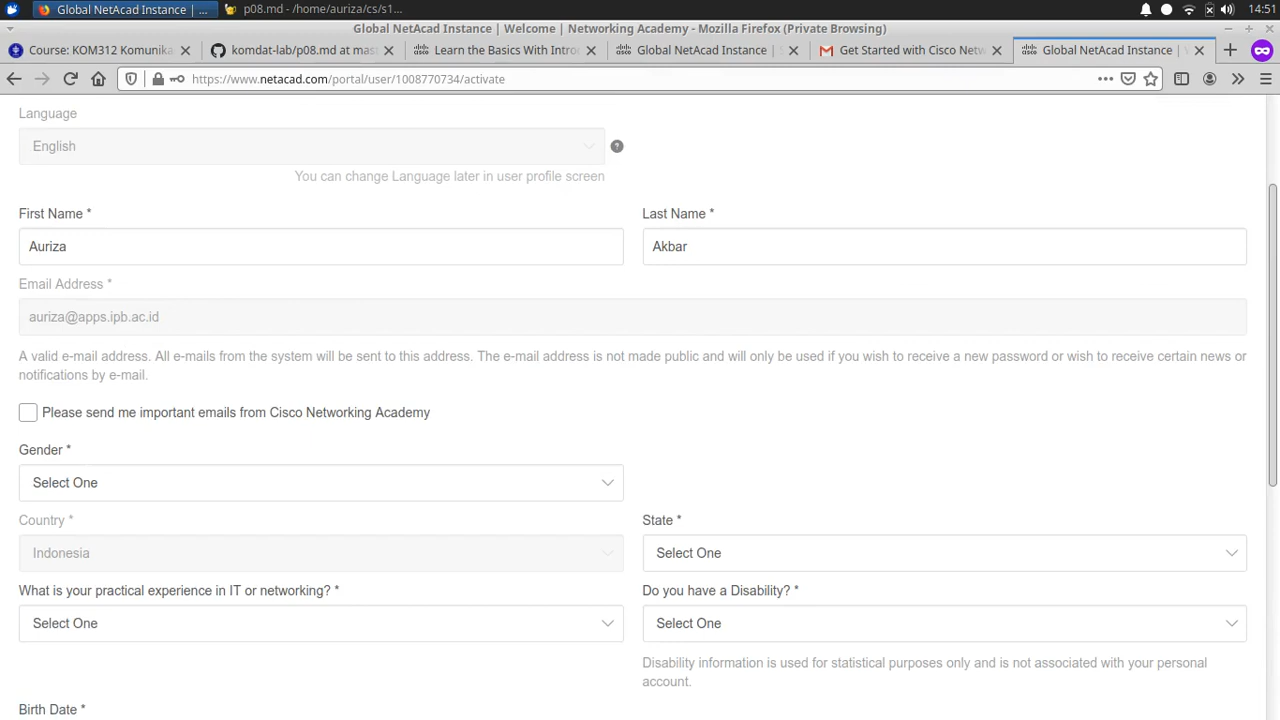 Global NetAcad Instance | ...
p08.md - /home/auriza/cs/s1...
14:51
Global NetAcad Instance | Welcome | Networking Academy - Mozilla Firefox (Private Browsing)
Course: KOM312 Komunika
komdat-lab/p08.md at mas
Learn the Basics With Intro
Global NetAcad Instance |
Get Started with Cisco Netw
Global NetAcad Instance |
https://www.netacad.com/portal/user/1008770734/activate
Language
English
You can change Language later in user profile screen
First Name *
Last Name *
Auriza
Akbar
Email Address *
auriza@apps.ipb.ac.id
A valid e-mail address. All e-mails from the system will be sent to this address. The e-mail address is not made public and will only be used if you wish to receive a new password or wish to receive certain news or
notifications by e-mail.
Please send me important emails from Cisco Networking Academy
Gender *
Select One
Country *
State *
Indonesia
Select One
What is your practical experience in IT or networking? *
Do you have a Disability? *
Select One
Select One
Disability information is used for statistical purposes only and is not associated with your personal
account.
Birth Date *